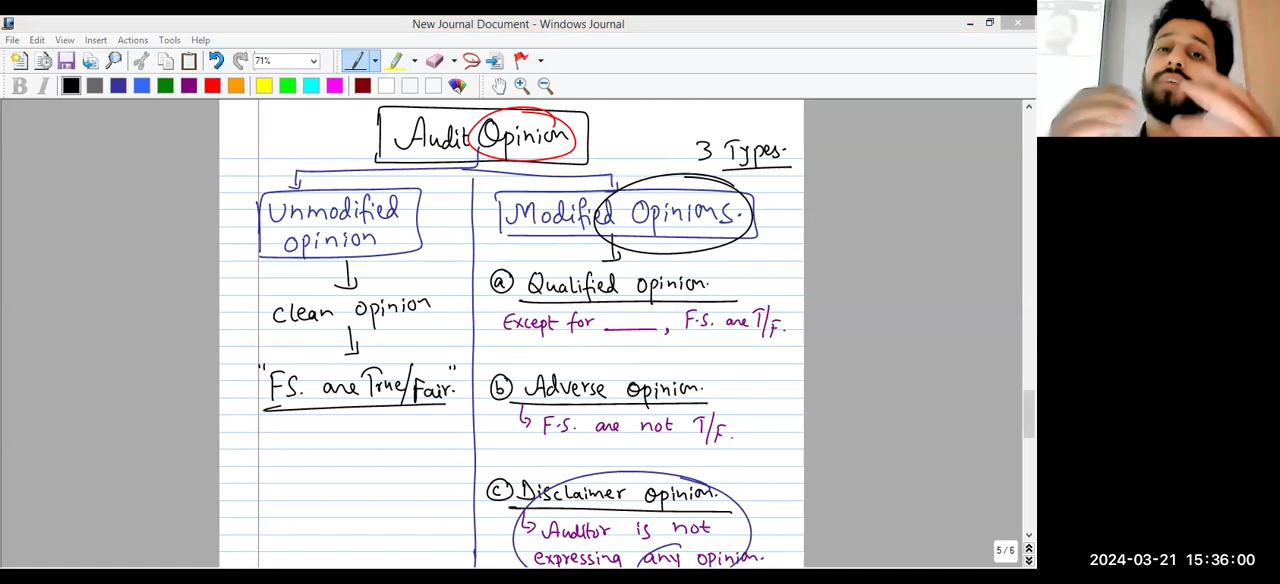 New Journal Document - Windows Journal
File Edit View Insert Actions Tools Help
71%
B I
Audit Opinion
3 Types.
Unmodified
opinion
clean opinion
"F.S. are True/Fair."
Modified Opinions.
a Qualified opinion.
Except for ____, F.S. are T/F.
b Adverse opinion.
F.S. are not T/F.
c Disclaimer opinion.
Auditor is not
expressing any opinion.
5/6
2024-03-21 15:36:00